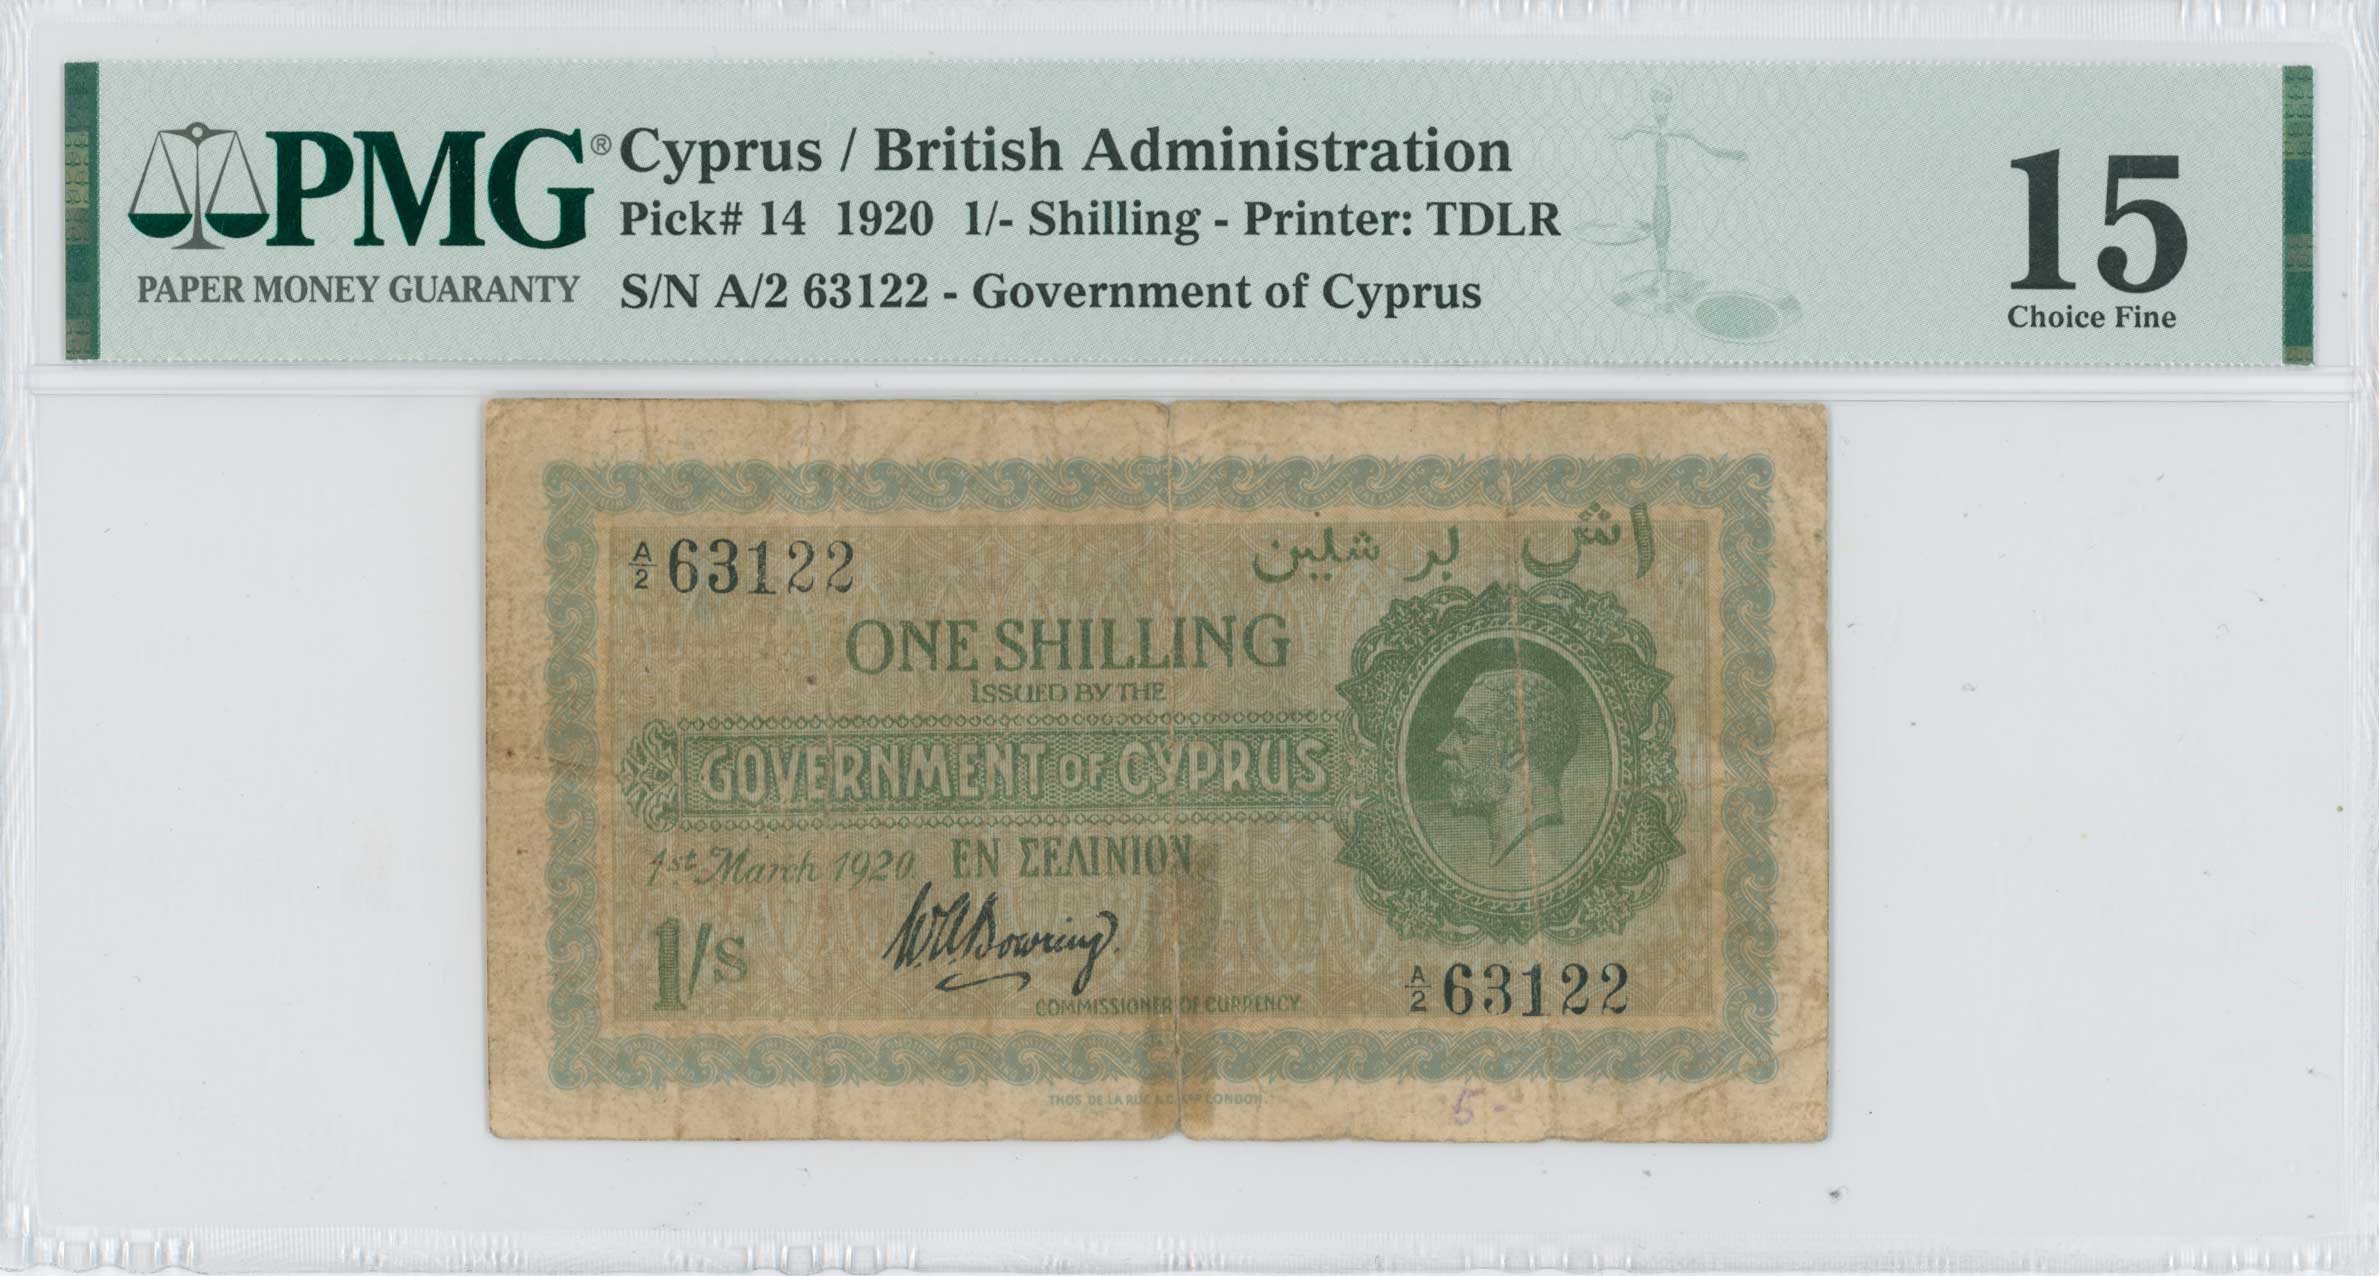 PMG®
PAPER MONEY GUARANTY
Cyprus / British Administration
Pick# 14 1920 1/- Shilling - Printer: TDLR
S/N A/2 63122 - Government of Cyprus
15
Choice Fine
A/2 63122
بر شلين
ONE SHILLING
ISSUED BY THE
GOVERNMENT OF CYPRUS
1st March 1920.
ΕΝ ΣΕΛΙΝΙΟΝ
1/s
W.A. Bowring.
COMMISSIONER OF CURRENCY.
A/2 63122
THOS. DE LA RUE & CO. LTD LONDON.
5-